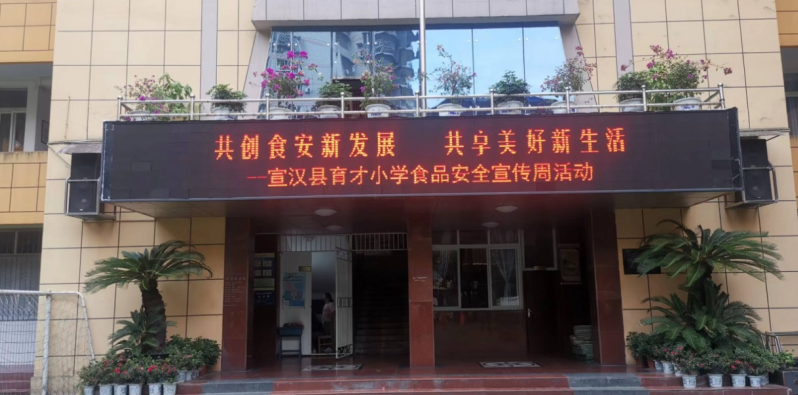 共创食安新发展 共享美好新生活
--宣汉县育才小学食品安全宣传周活动